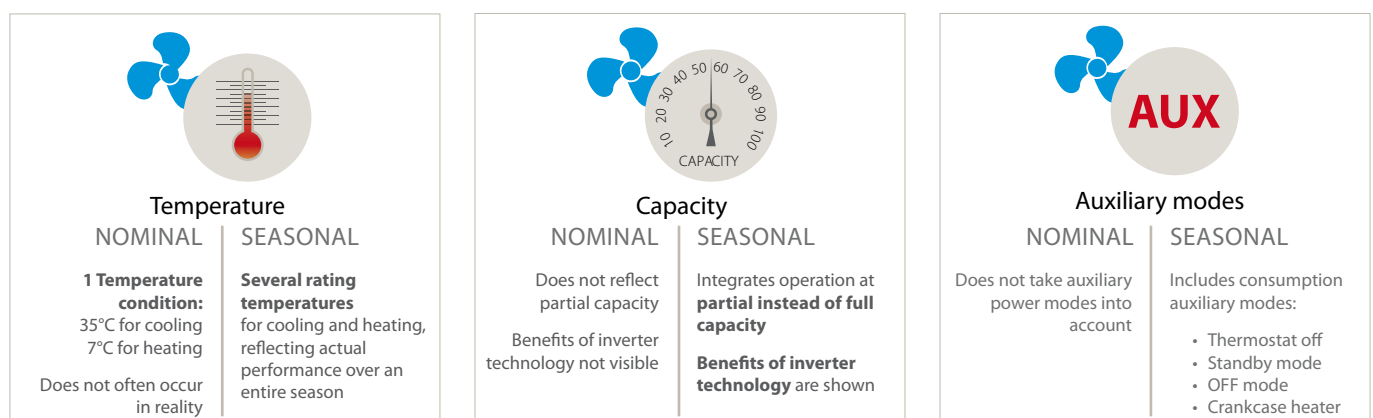 10 20 30 40 50 60 70 80 90 100
CAPACITY
AUX
Temperature
NOMINAL
1 Temperature
condition:
35°C for cooling
7°C for heating
Does not often occur
in reality
SEASONAL
Several rating
temperatures
for cooling and heating,
reflecting actual
performance over an
entire season
Capacity
NOMINAL
Does not reflect
partial capacity
Benefits of inverter
technology not visible
SEASONAL
Integrates operation at
partial instead of full
capacity
Benefits of inverter
technology are shown
Auxiliary modes
NOMINAL
Does not take auxiliary
power modes into
account
SEASONAL
Includes consumption
auxiliary modes:
• Thermostat off
• Standby mode
• OFF mode
• Crankcase heater